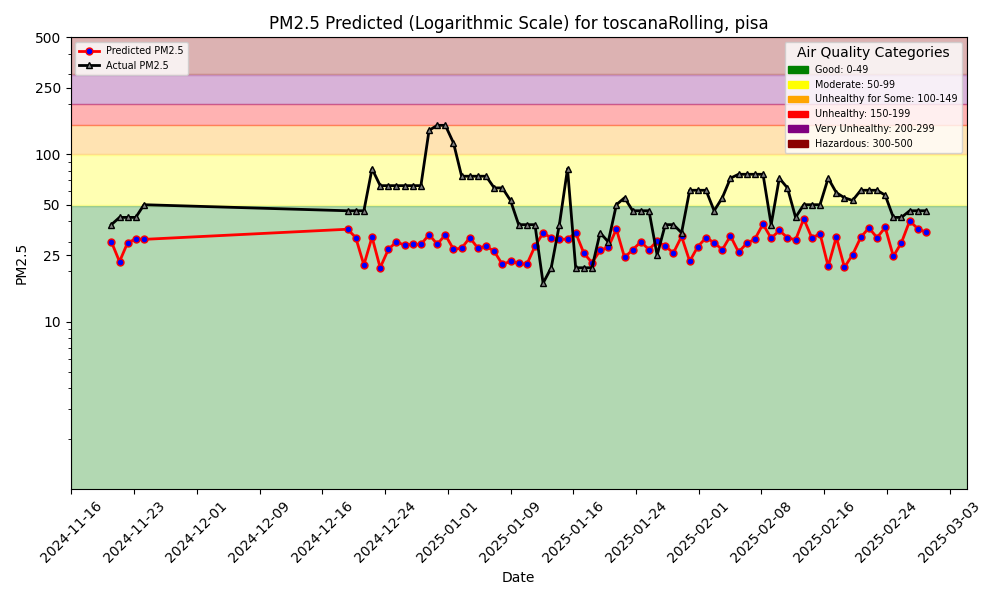 PM2.5 Predicted (Logarithmic Scale) for toscanaRolling, pisa
500
250
100
50
25
10
PM2.5
Predicted PM2.5
Actual PM2.5
Air Quality Categories
Good: 0-49
Moderate: 50-99
Unhealthy for Some: 100-149
Unhealthy: 150-199
Very Unhealthy: 200-299
Hazardous: 300-500
2024-11-16
2024-11-23
2024-12-01
2024-12-09
2024-12-16
2024-12-24
2025-01-01
2025-01-09
2025-01-16
2025-01-24
2025-02-01
2025-02-08
2025-02-16
2025-02-24
2025-03-03
Date